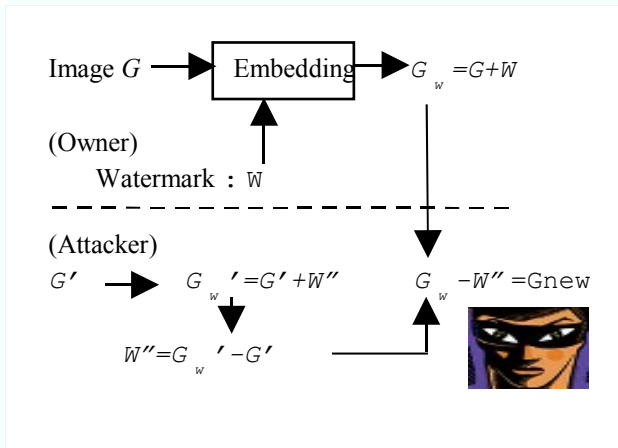 Image G Embedding G w =G+W
(Owner)
Watermark : W
(Attacker)
G' G w '=G'+W" G w -W"=Gnew
W"=G w '-G'